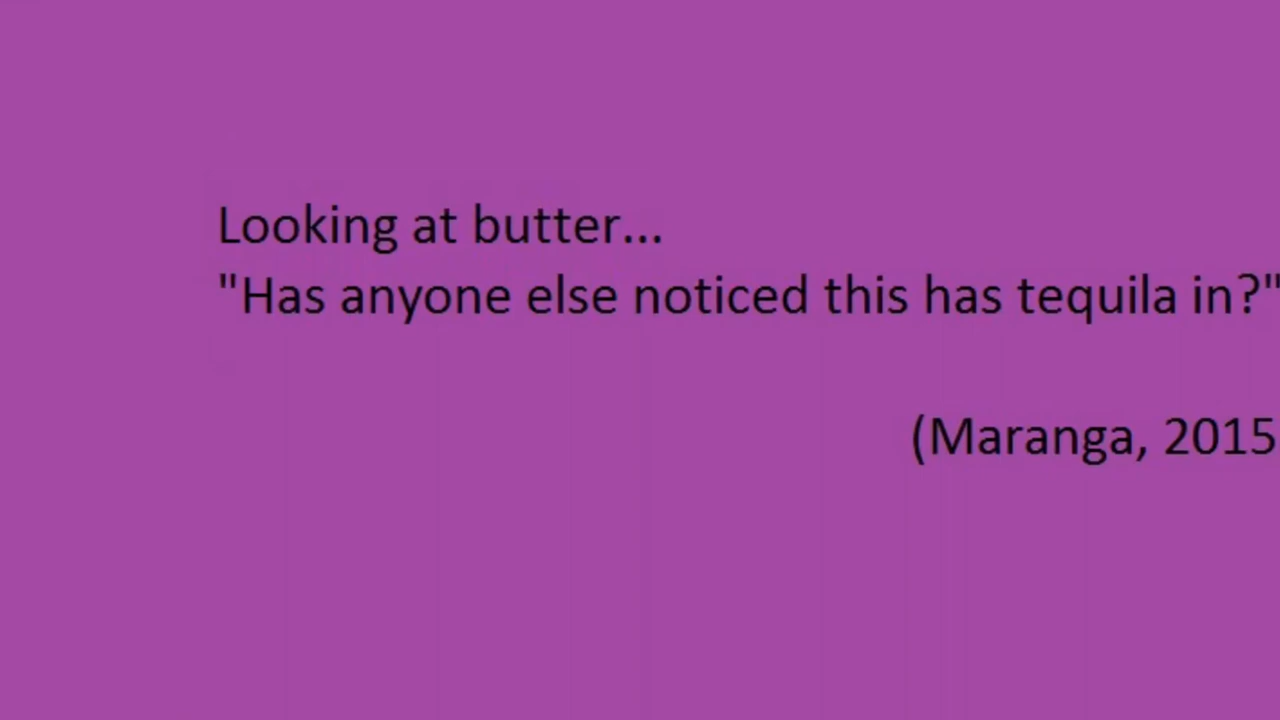 Looking at butter...
"Has anyone else noticed this has tequila in?"
(Maranga, 2015